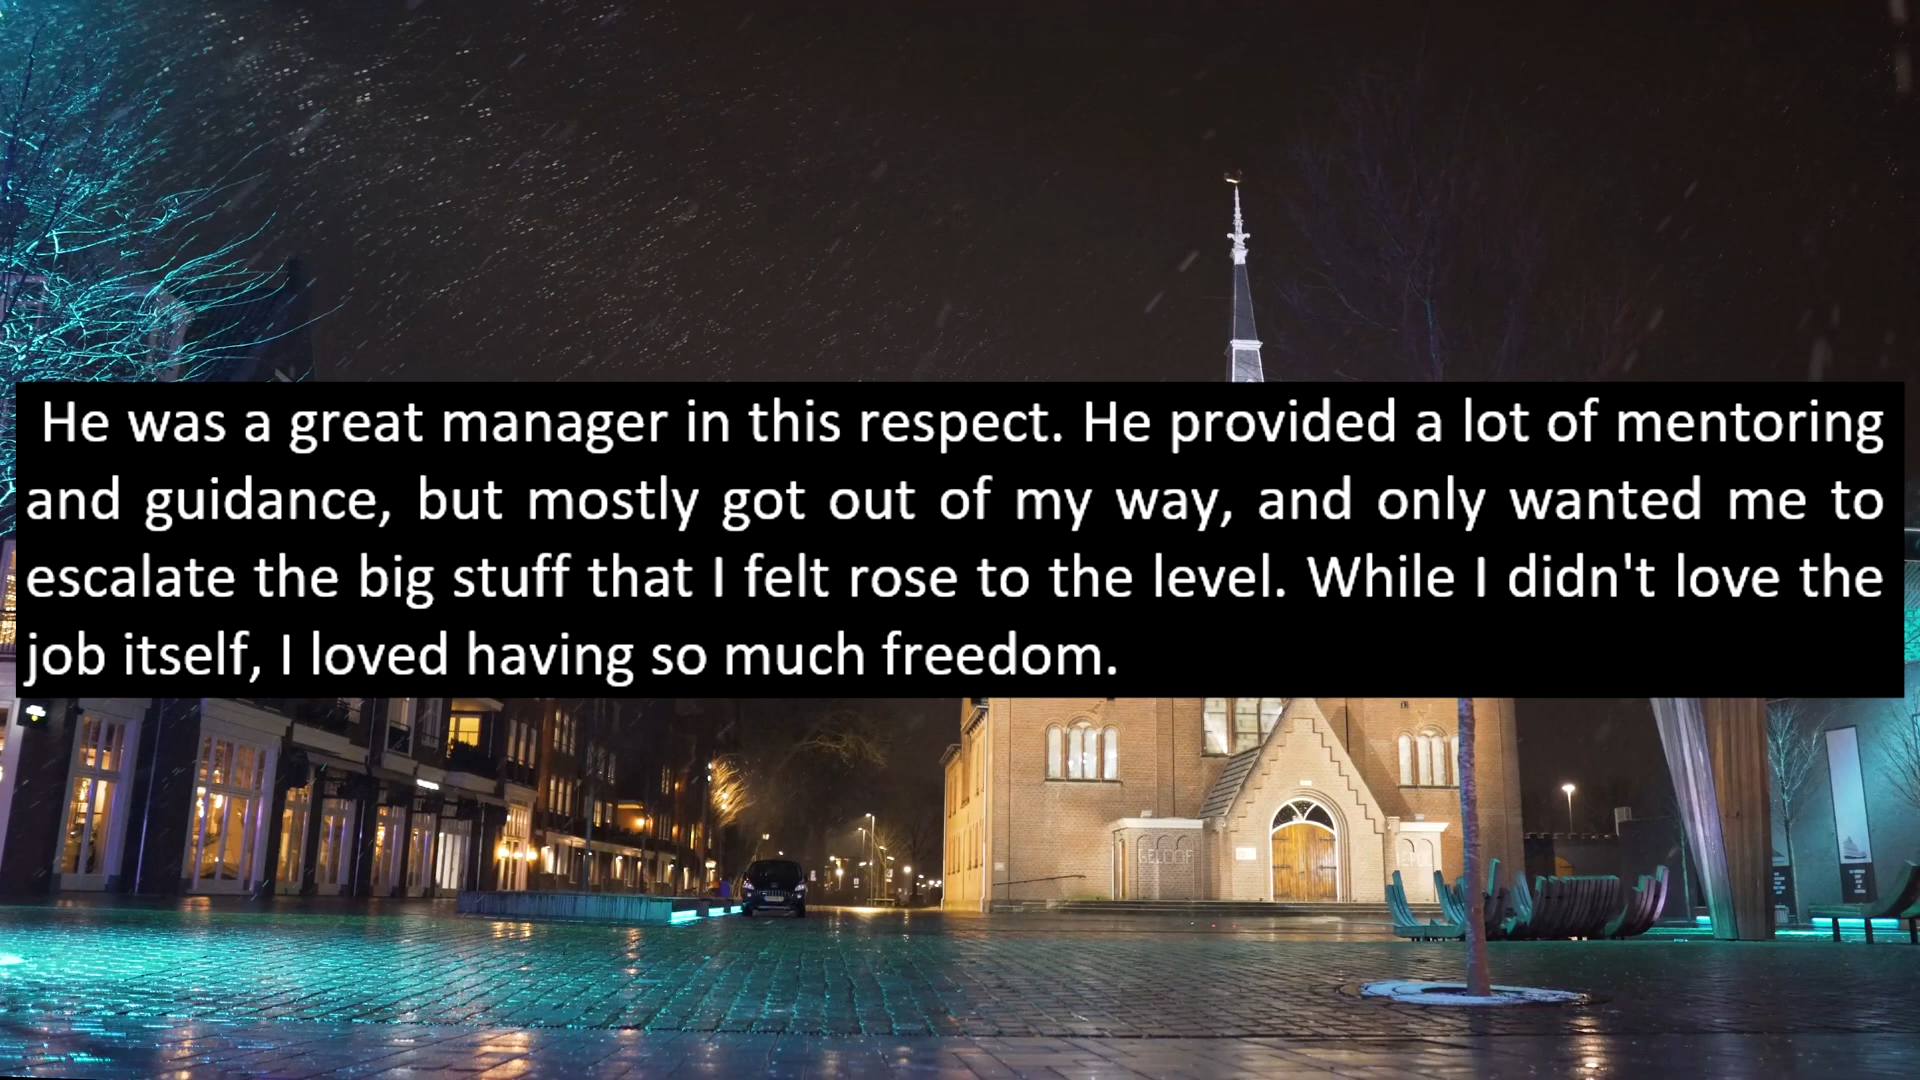 He was a great manager in this respect. He provided a lot of mentoring
and guidance, but mostly got out of my way, and only wanted me to
escalate the big stuff that I felt rose to the level. While I didn't love the
job itself, I loved having so much freedom.
GELOOF